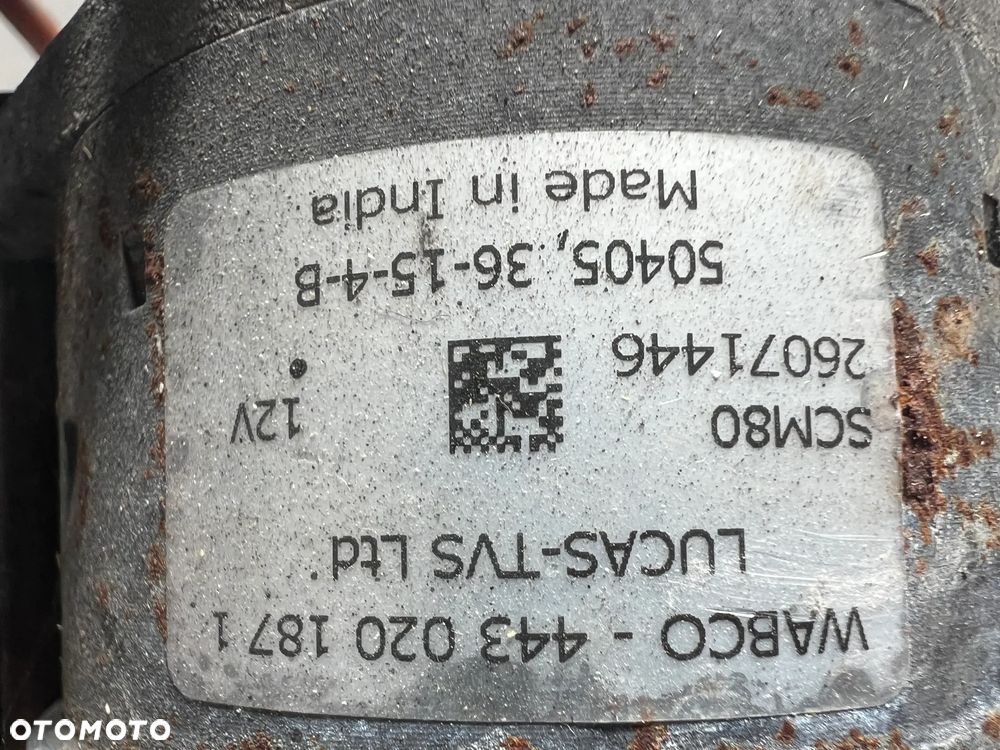 WABCO - 443 020 187 1
LUCAS-TVS Ltd.
SCM80
12V
26071446
50405, 36-15-4-B
Made in India
OTOMOTO